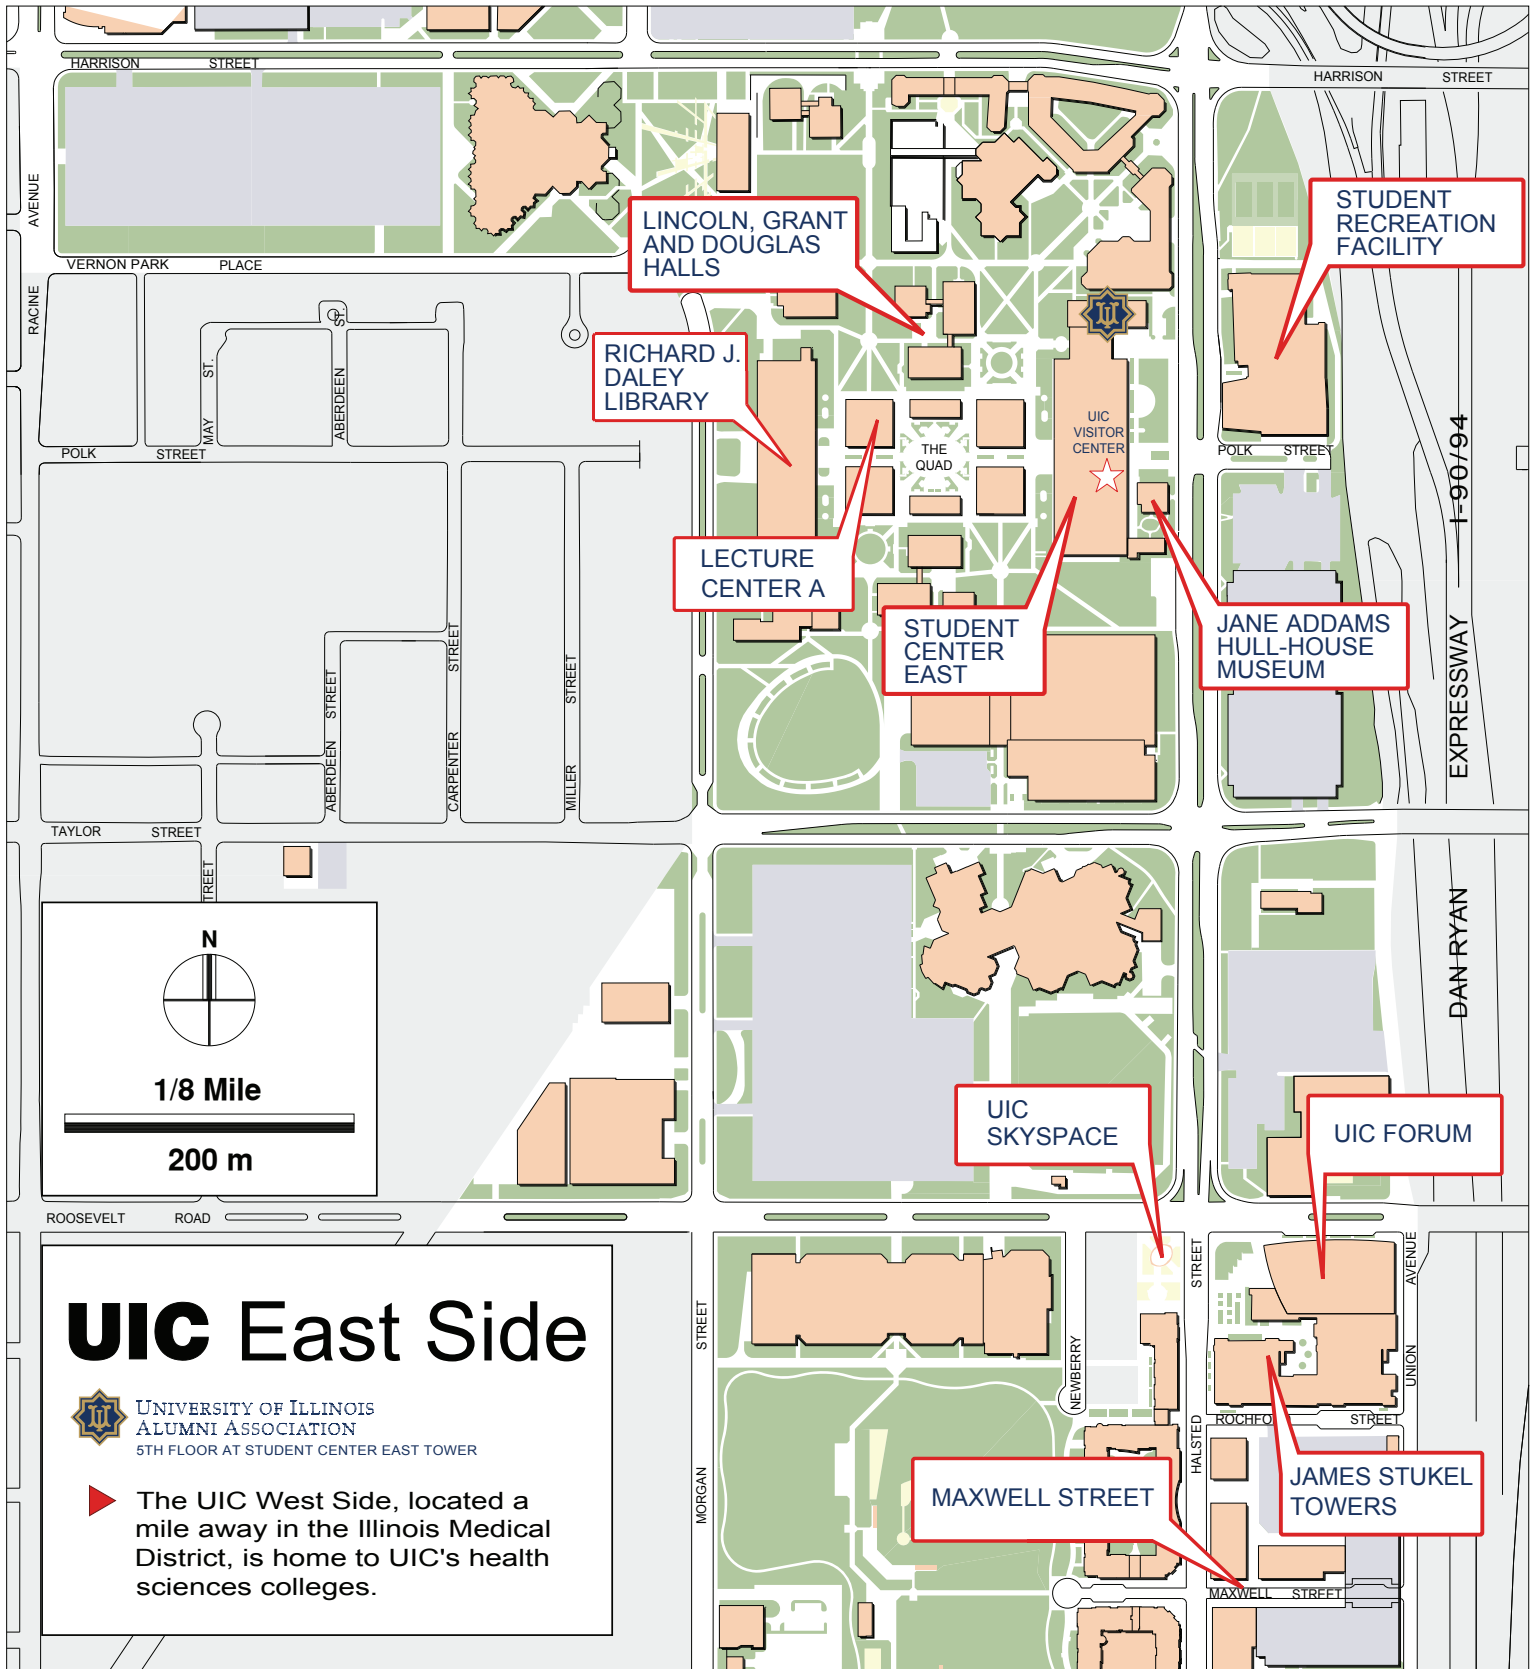 HARRISON STREET
HARRISON STREET
AVENUE
RACINE
VERNON PARK PLACE
LINCOLN, GRANT
AND DOUGLAS
HALLS
STUDENT
RECREATION
FACILITY
RICHARD J.
DALEY
LIBRARY
ST.
ABERDEEN
MAY ST.
POLK STREET
UIC
VISITOR
CENTER
THE
QUAD
POLK STREET
I-90/94
EXPRESSWAY
DAN RYAN
LECTURE
CENTER A
STUDENT
CENTER
EAST
JANE ADDAMS
HULL-HOUSE
MUSEUM
ABERDEEN STREET
CARPENTER STREET
MILLER STREET
TAYLOR STREET
TREET
N
1/8 Mile
200 m
UIC
SKYSPACE
UIC FORUM
ROOSEVELT ROAD
UIC East Side
UNIVERSITY OF ILLINOIS
ALUMNI ASSOCIATION
5TH FLOOR AT STUDENT CENTER EAST TOWER
The UIC West Side, located a
mile away in the Illinois Medical
District, is home to UIC's health
sciences colleges.
MORGAN STREET
NEWBERRY
HALSTED STREET
UNION AVENUE
ROCHFO STREET
JAMES STUKEL
TOWERS
MAXWELL STREET
MAXWELL STREET